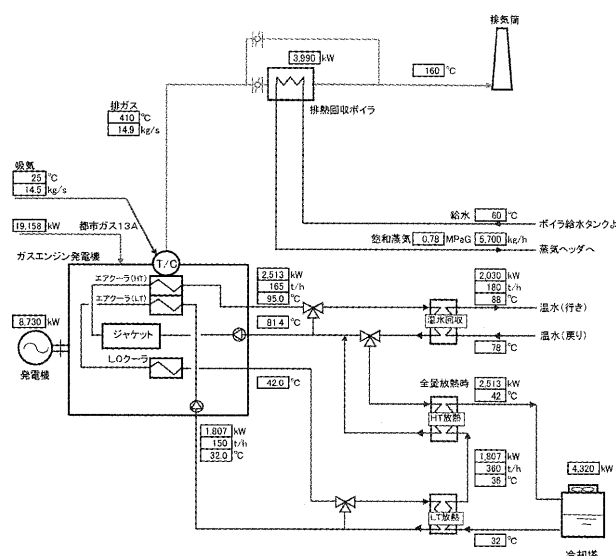 排気筒
3,990 kW
160 ℃
排熱回収ボイラ
排ガス
410 ℃
14.9 kg/s
吸気
25 ℃
14.5 kg/s
給水 60 ℃
ボイラ給水タンクよ
19,158 kW 都市ガス13A
飽和蒸気 0.78 MPaG 5,700 kg/h
蒸気ヘッダへ
ガスエンジン発電機
T/C
エアクーラ(HT)
2,513 kW
165 t/h
95.0 ℃
2,030 kW
180 t/h
88 ℃
エアクーラ(LT)
温水(行き)
8,730 kW
ジャケット
81.4 ℃
温水回収
温水(戻り)
78 ℃
発電機
LOクーラ
42.0 ℃
全量放熱時
2,513 kW
42 ℃
HT放熱
1,807 kW
150 t/h
32.0 ℃
1,807 kW
360 t/h
36 ℃
4,320 kW
LT放熱
32 ℃
冷却塔